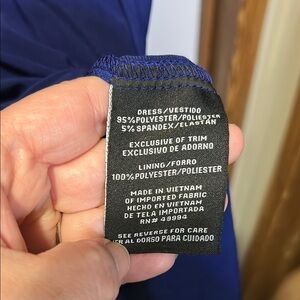 DRESS/VESTIDO
95%POLYESTER/POLIESTER
5% SPANDEX/ELASTAN
EXCLUSIVE OF TRIM
EXCLUSIVO DE ADORNO
LINING/FORRO
100%POLYESTER/POLIESTER
MADE IN VIETNAM
OF IMPORTED FABRIC
HECHO EN VIETNAM
DE TELA IMPORTADA
RN# 49994
SEE REVERSE FOR CARE
AL DORSO PARA CUIDADO